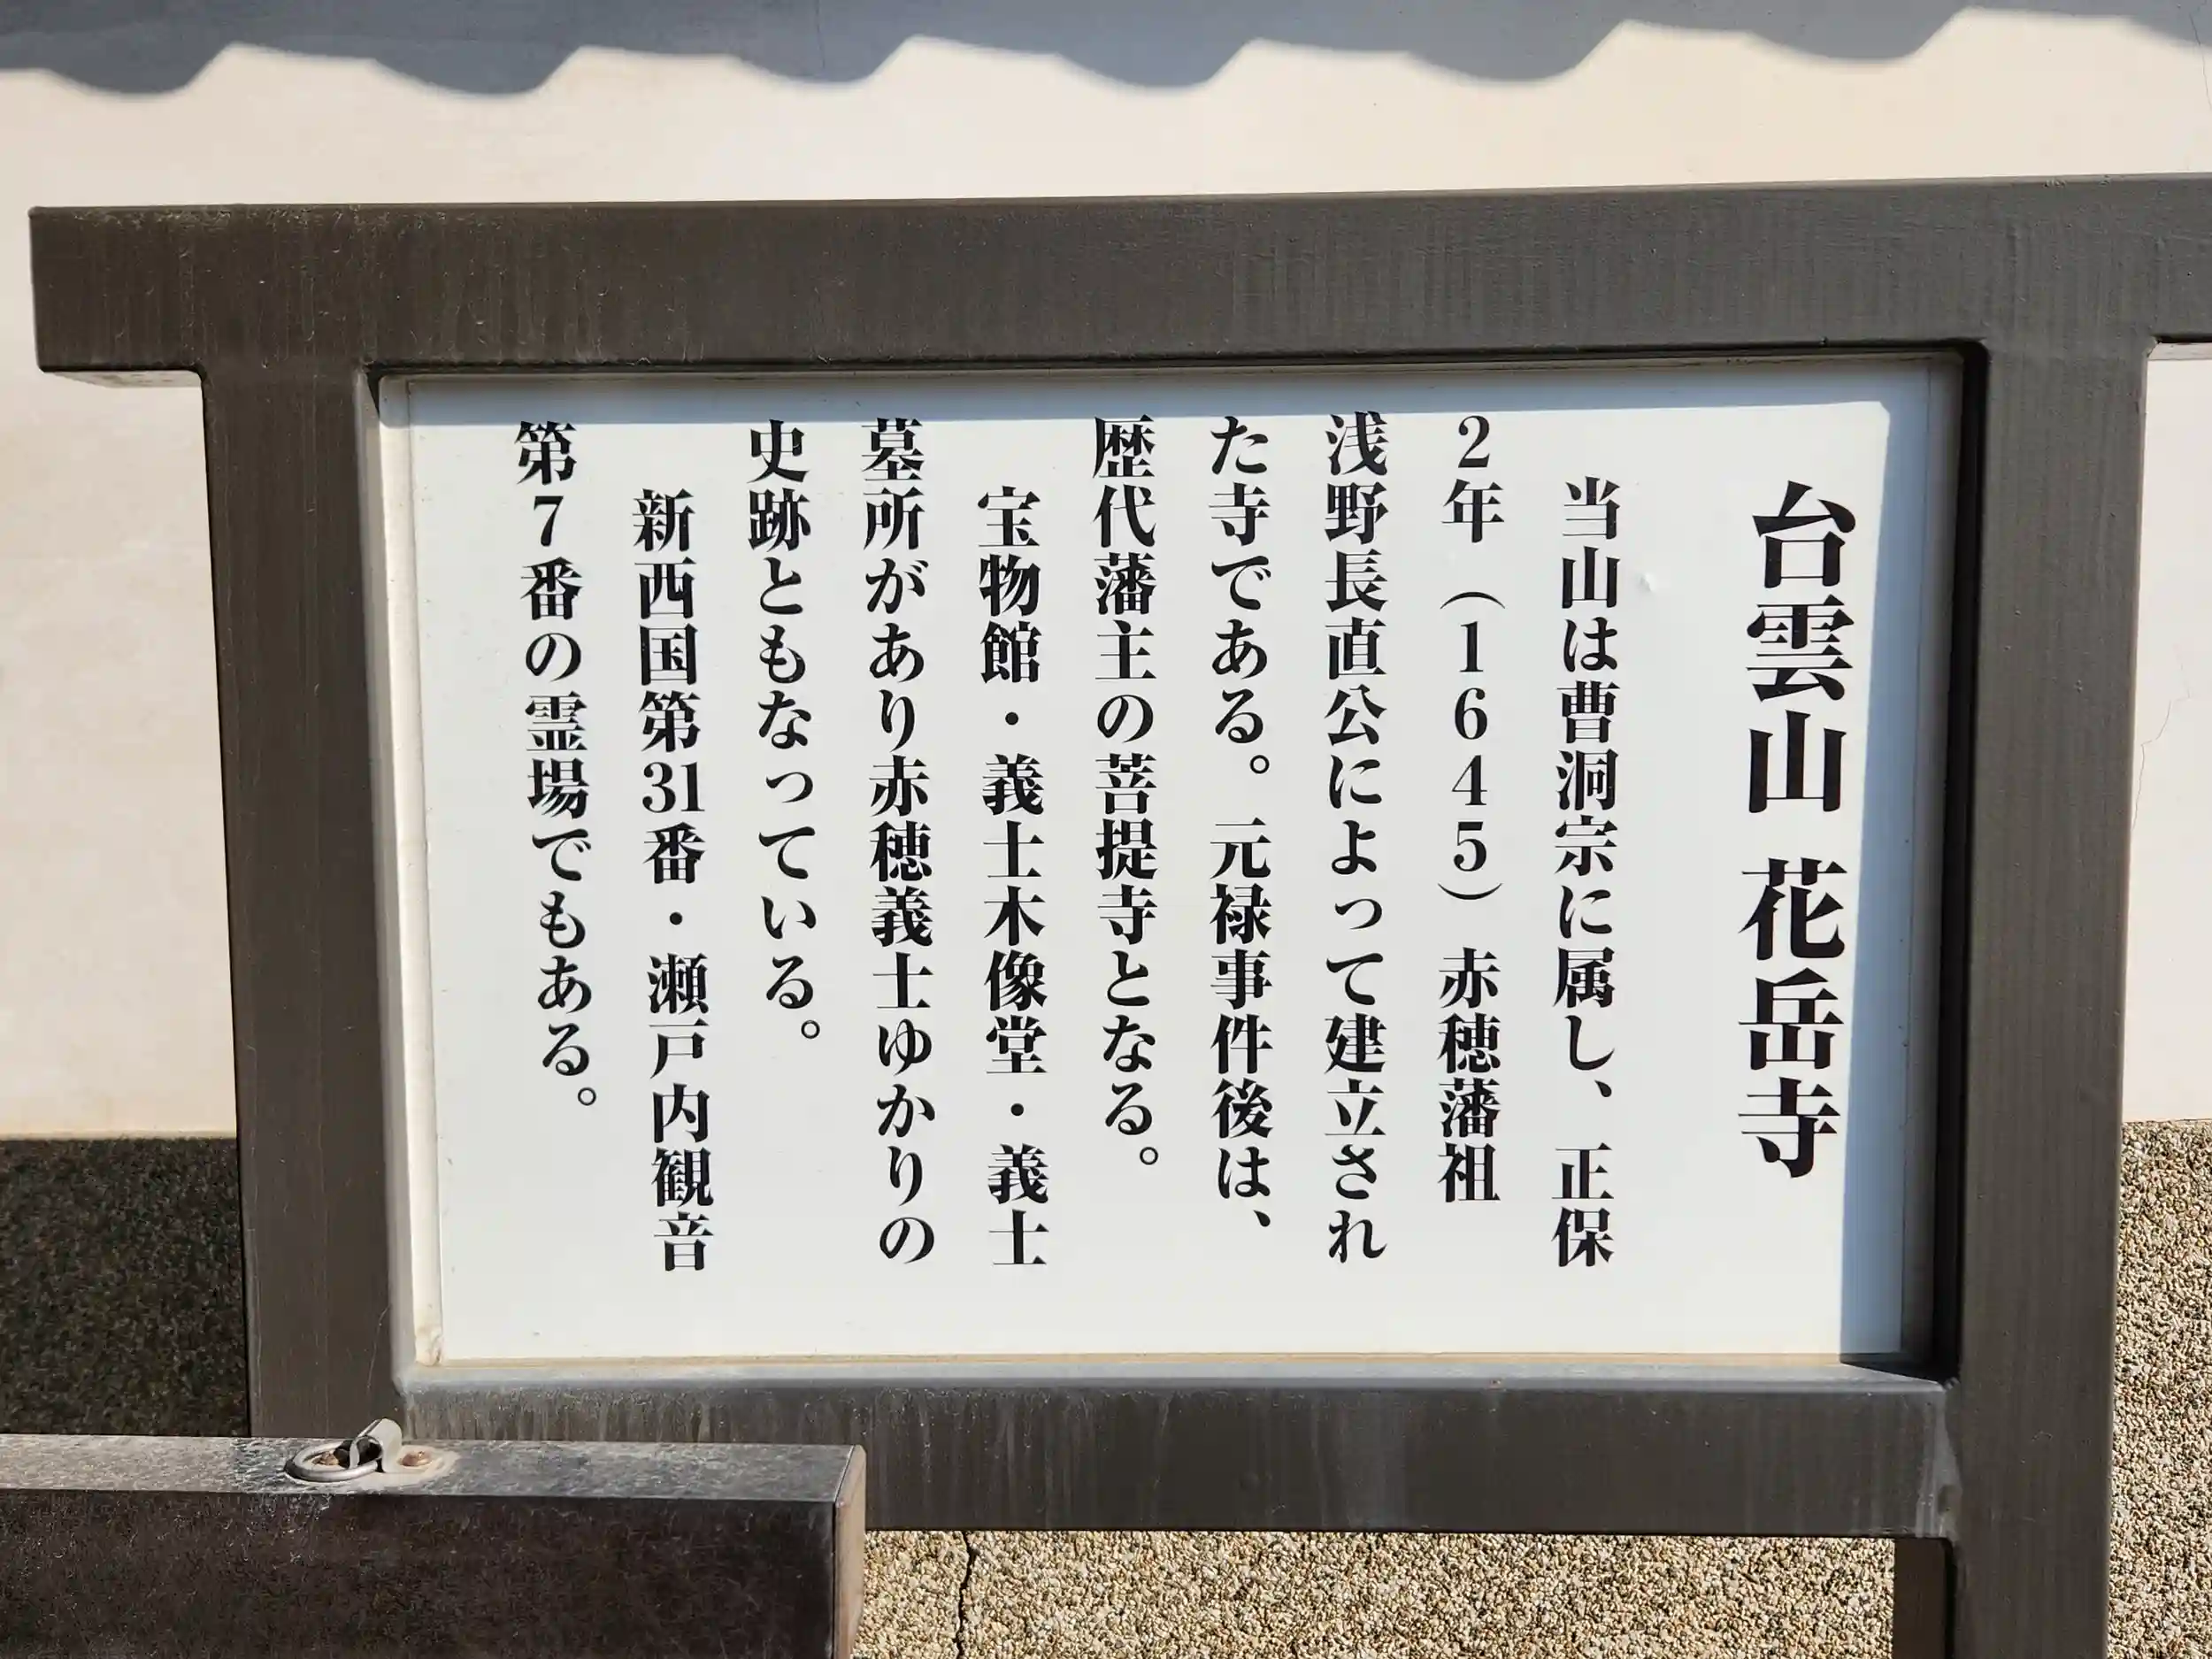 台雲山 花岳寺
当山は曹洞宗に属し、正保
2年（1645）赤穂藩祖
浅野長直公によって建立され
た寺である。元禄事件後は、
歴代藩主の菩提寺となる。
宝物館・義士木像堂・義士
墓所があり赤穂義士ゆかりの
史跡ともなっている。
新西国第31番・瀬戸内観音
第7番の霊場でもある。